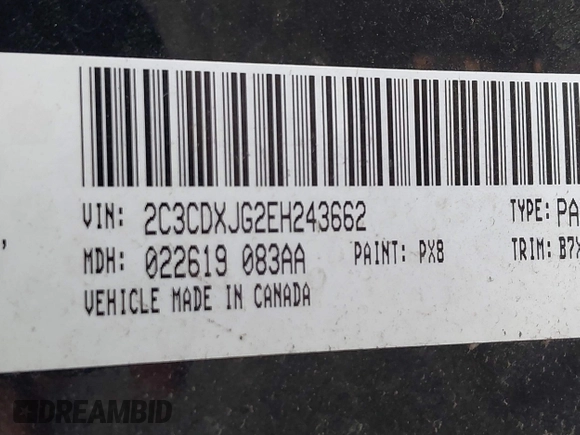 VIN: 2C3CDXJG2EH243662 TYPE: PA
MDH: 022619 083AA PAINT: PX8 TRIM: B7X
VEHICLE MADE IN CANADA
DREAMBID